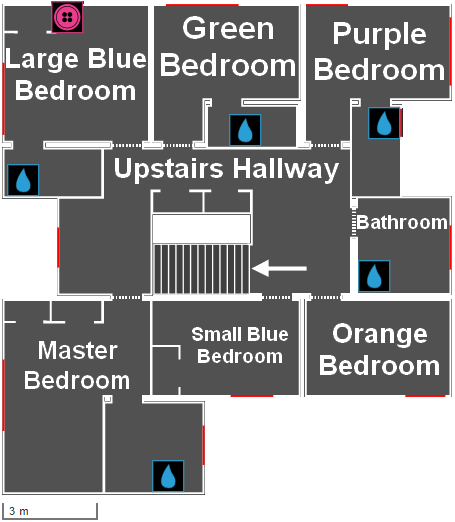 Green
Bedroom
Purple
Bedroom
Large Blue
Bedroom
Upstairs Hallway
Bathroom
Small Blue
Bedroom
Orange
Bedroom
Master
Bedroom
3 m